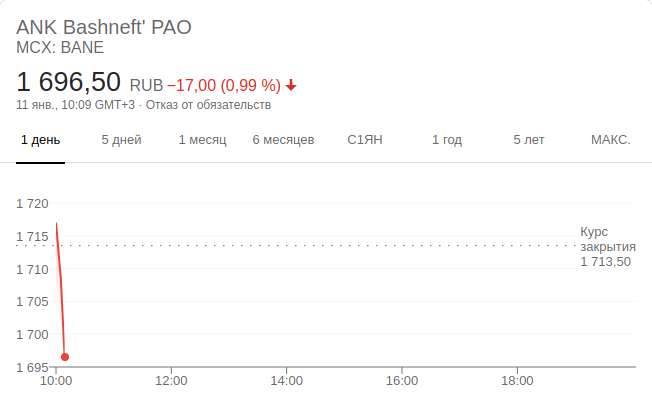 ANK Bashneft' PAO
MCX: BANE
1 696,50 RUB −17,00 (0,99 %)
11 янв., 10:09 GMT+3 · Отказ от обязательств
1 день 5 дней 1 месяц 6 месяцев С1ЯН 1 год 5 лет МАКС.
1 720
1 715
1 710
1 705
1 700
1 695
Курс
закрытия
1 713,50
10:00 12:00 14:00 16:00 18:00